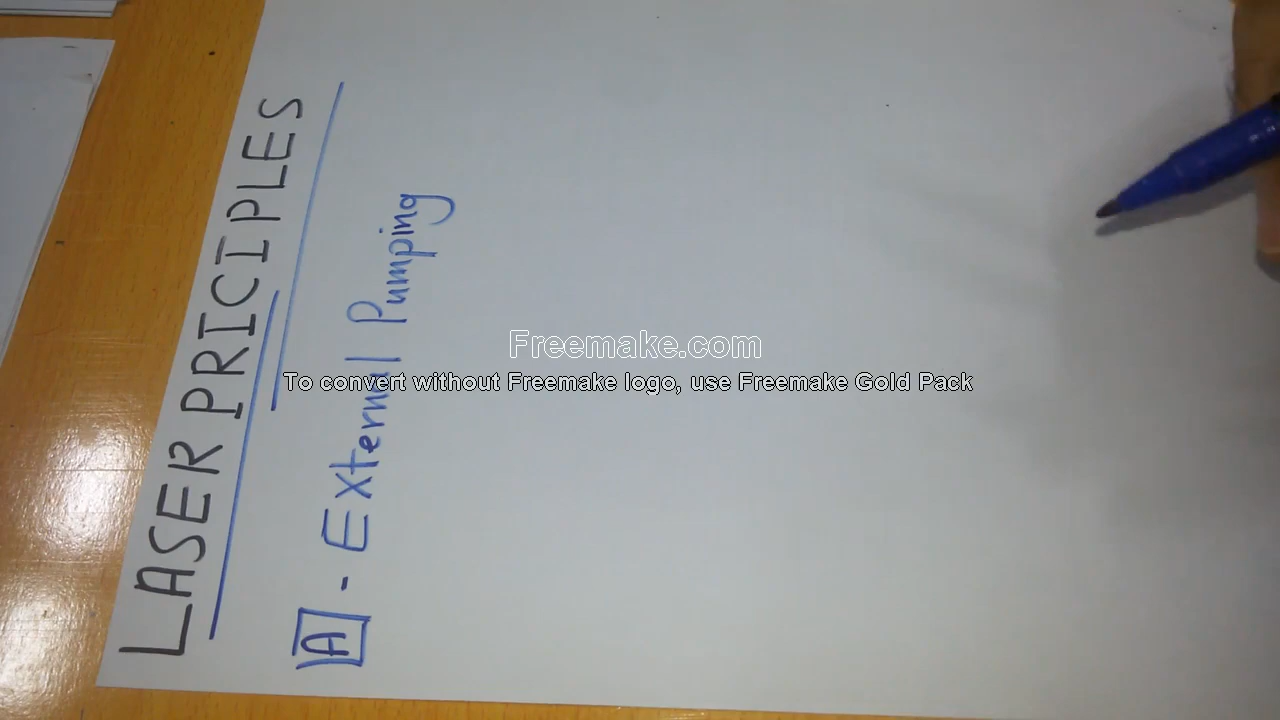 LASER PRICIPLES
A - External Pumping
Freemake.com
To convert without Freemake logo, use Freemake Gold Pack